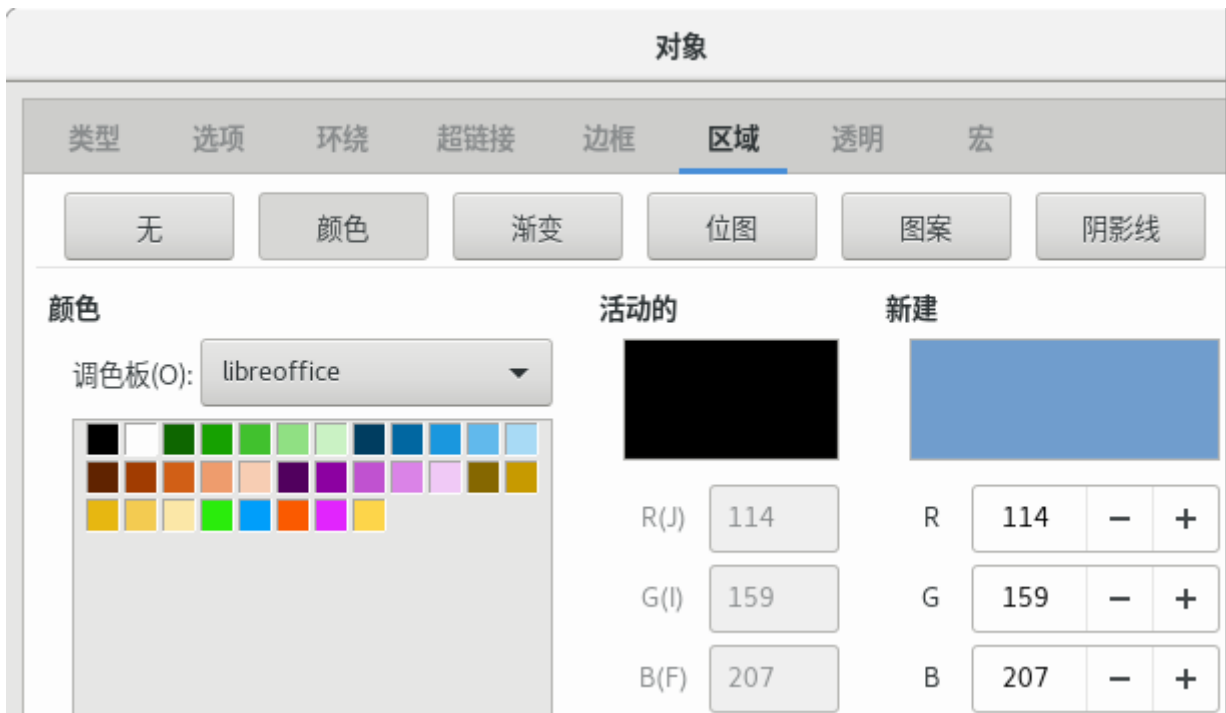 对象
类型 选项 环绕 超链接 边框 区域 透明 宏
无 颜色 渐变 位图 图案 阴影线
颜色 活动的 新建
调色板(O): libreoffice
R(J) 114 R 114 − +
G(I) 159 G 159 − +
B(F) 207 B 207 − +